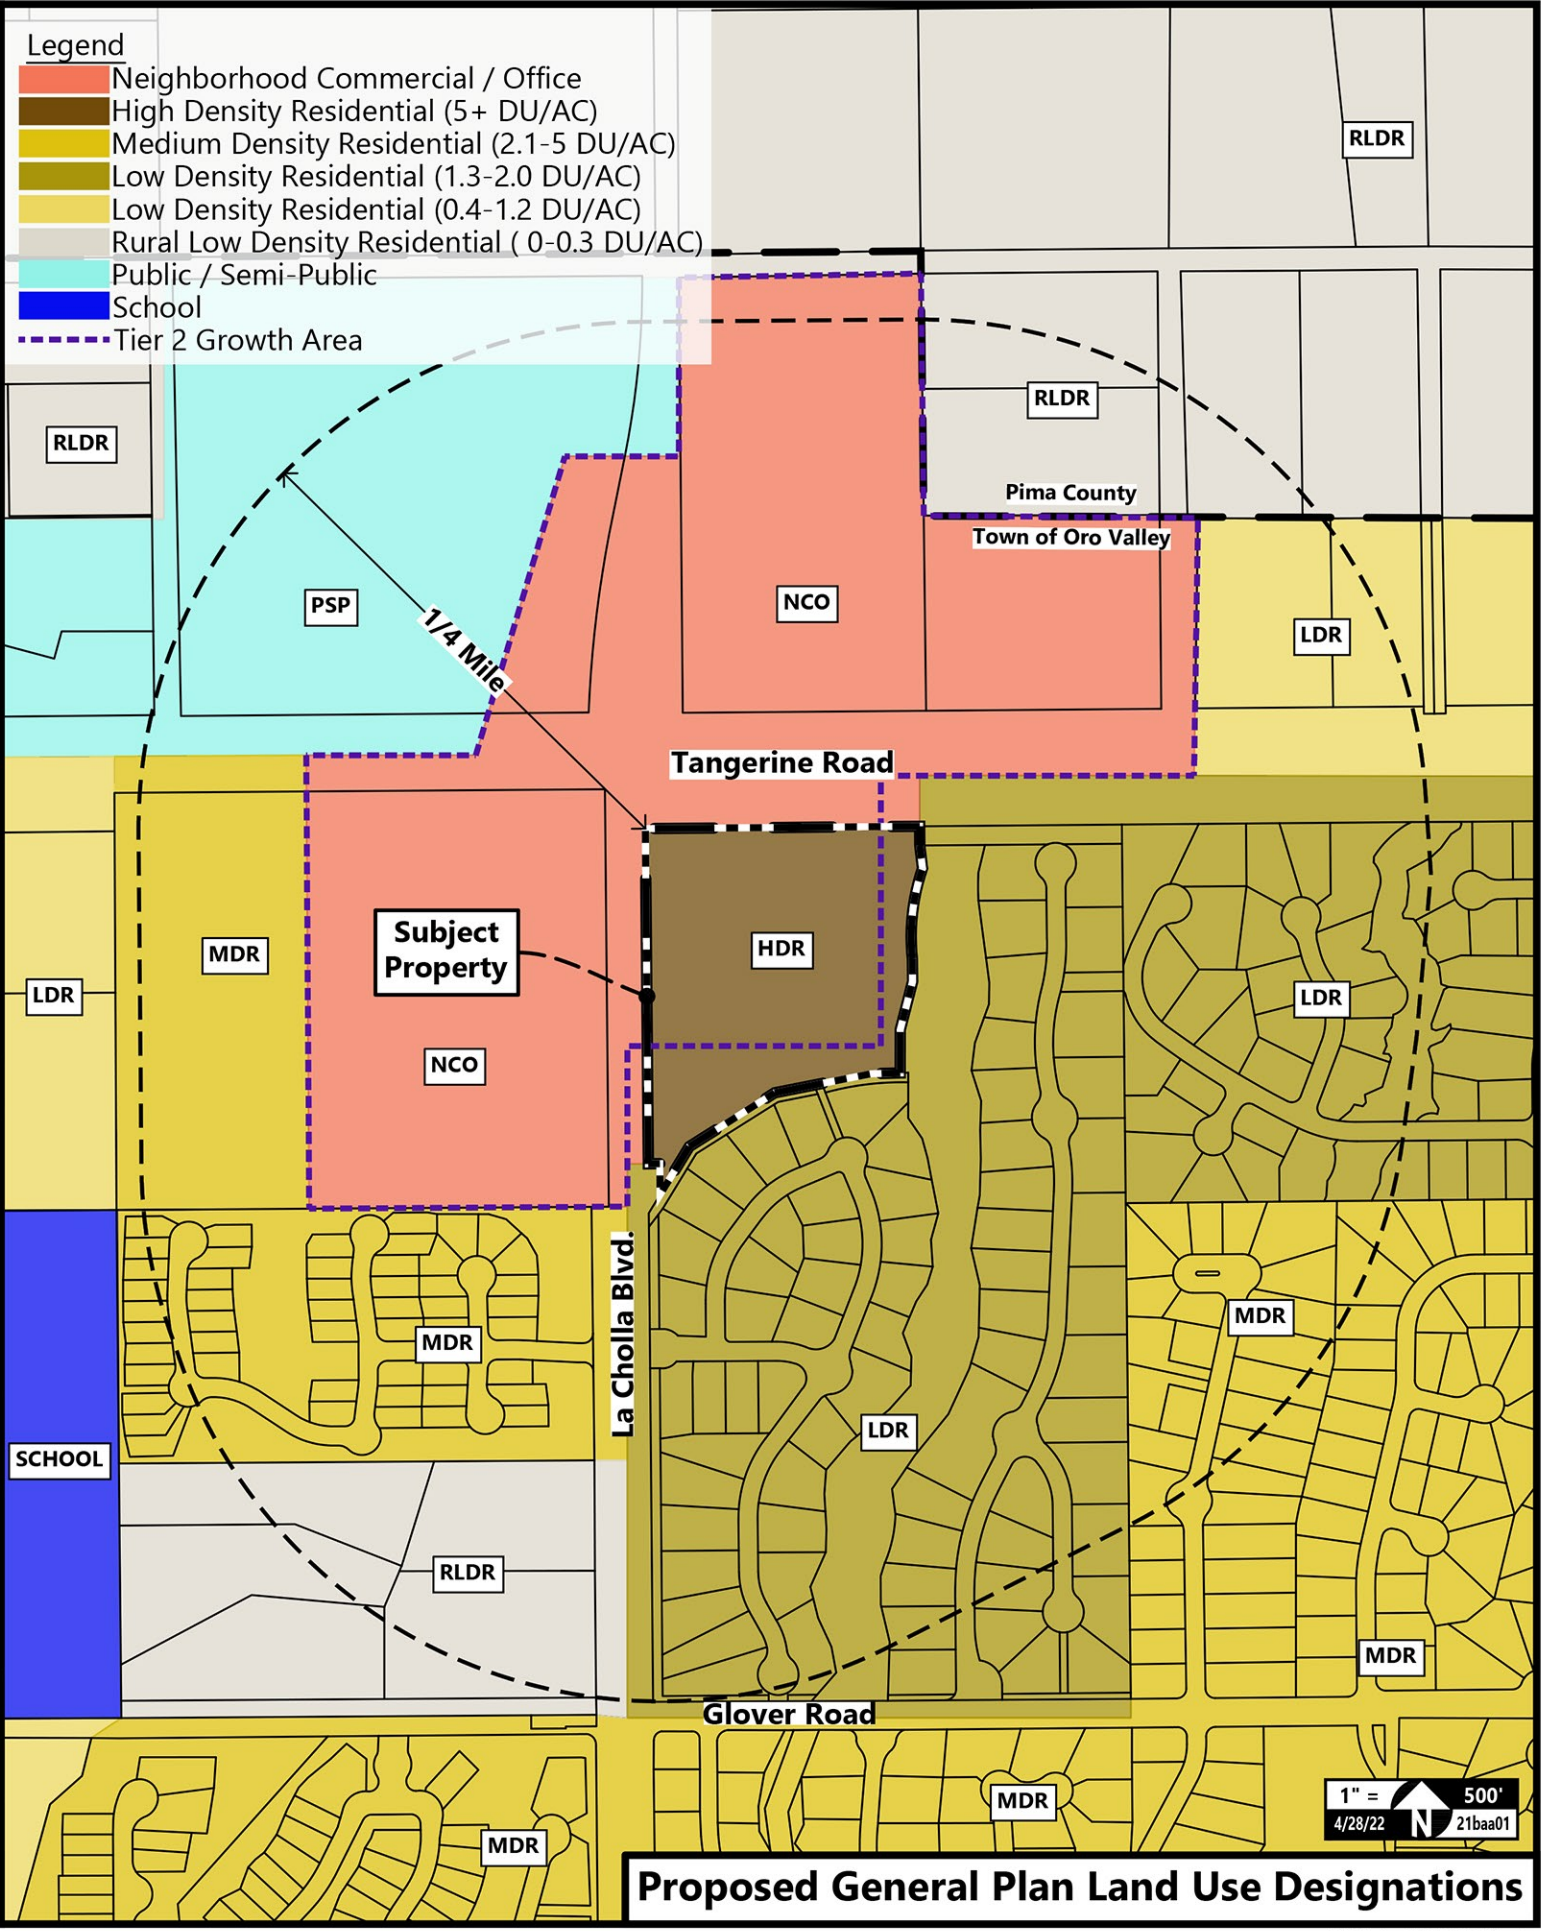 Legend
Neighborhood Commercial / Office
High Density Residential (5+ DU/AC)
Medium Density Residential (2.1-5 DU/AC)
Low Density Residential (1.3-2.0 DU/AC)
Low Density Residential (0.4-1.2 DU/AC)
Rural Low Density Residential ( 0-0.3 DU/AC)
Public / Semi-Public
School
Tier 2 Growth Area
RLDR
RLDR
RLDR
Pima County
Town of Oro Valley
PSP
1/4 Mile
NCO
LDR
Tangerine Road
Subject
Property
MDR
HDR
LDR
LDR
NCO
La Cholla Blvd.
MDR
MDR
LDR
SCHOOL
RLDR
MDR
Glover Road
MDR
MDR
1" = 500'
4/28/22 N 21baa01
Proposed General Plan Land Use Designations